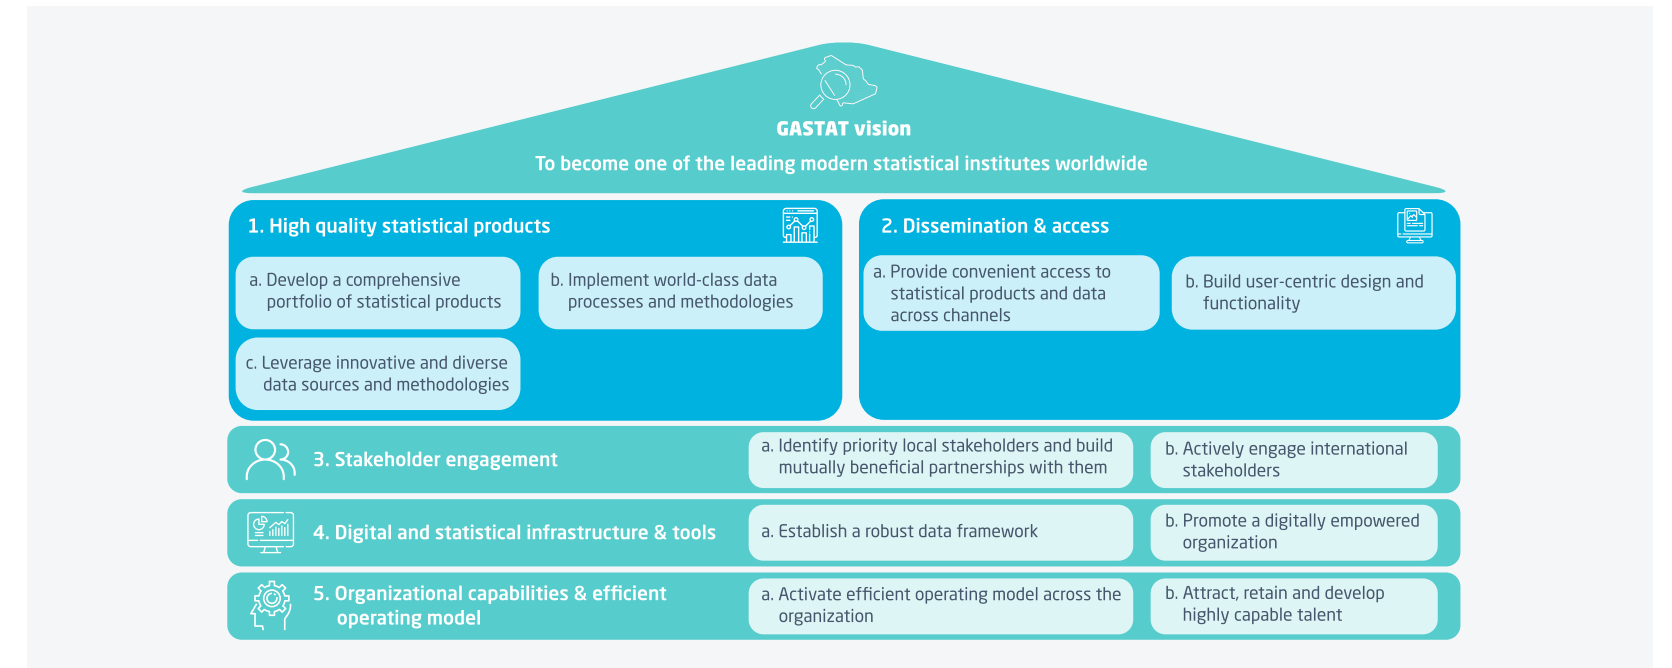 GASTAT vision
To become one of the leading modern statistical institutes worldwide
1. High quality statistical products
a. Develop a comprehensive
portfolio of statistical products
b. Implement world-class data
processes and methodologies
c. Leverage innovative and diverse
data sources and methodologies
2. Dissemination & access
a. Provide convenient access to
statistical products and data
across channels
b. Build user-centric design and
functionality
3. Stakeholder engagement
a. Identify priority local stakeholders and build
mutually beneficial partnerships with them
b. Actively engage international
stakeholders
4. Digital and statistical infrastructure & tools
a. Establish a robust data framework
b. Promote a digitally empowered
organization
5. Organizational capabilities & efficient
operating model
a. Activate efficient operating model across the
organization
b. Attract, retain and develop
highly capable talent